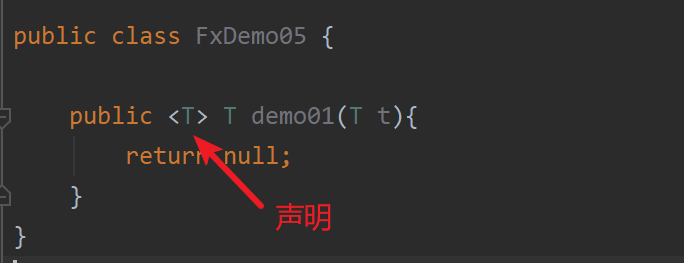 public class FxDemo05 {
public <T> T demo01(T t){
return null;
}
声明
}